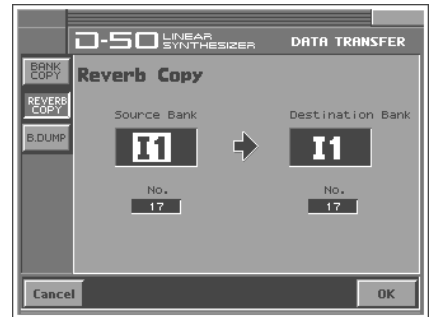 D-50 LINEAR SYNTHESIZER DATA TRANSFER
BANK COPY
Reverb Copy
REVERB COPY
Source Bank Destination Bank
B.DUMP
I1 I1
No. No.
17 17
Cancel OK